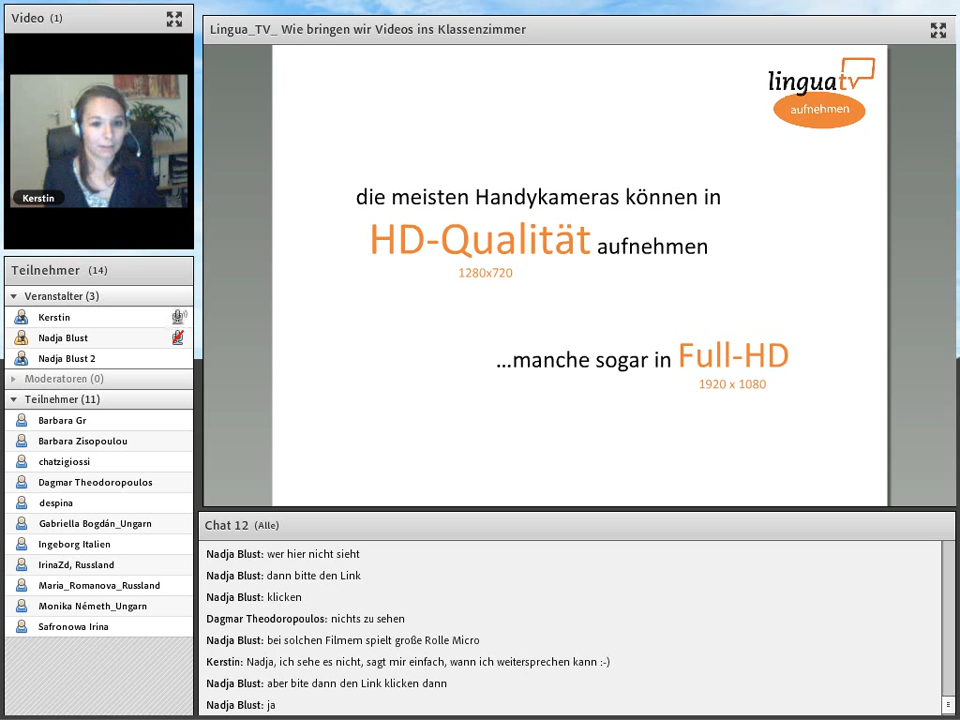 Video (1)
Kerstin
Teilnehmer (14)
Veranstalter (3)
Kerstin
Nadja Blust
Nadja Blust 2
Moderatoren (0)
Teilnehmer (11)
Barbara Gr
Barbara Zisopoulou
chatzigiossi
Dagmar Theodoropoulos
despina
Gabriella Bogdán_Ungarn
Ingeborg Italien
IrinaZd, Russland
Maria_Romanova_Russland
Monika Németh_Ungarn
Safronowa Irina
Lingua_TV_ Wie bringen wir Videos ins Klassenzimmer
linguatv
aufnehmen
die meisten Handykameras können in
HD-Qualität aufnehmen
1280x720
...manche sogar in Full-HD
1920 x 1080
Chat 12 (Alle)
Nadja Blust: wer hier nicht sieht
Nadja Blust: dann bitte den Link
Nadja Blust: klicken
Dagmar Theodoropoulos: nichts zu sehen
Nadja Blust: bei solchen Filmem spielt große Rolle Micro
Kerstin: Nadja, ich sehe es nicht, sagt mir einfach, wann ich weitersprechen kann :-)
Nadja Blust: aber bite dann den Link klicken dann
Nadja Blust: ja